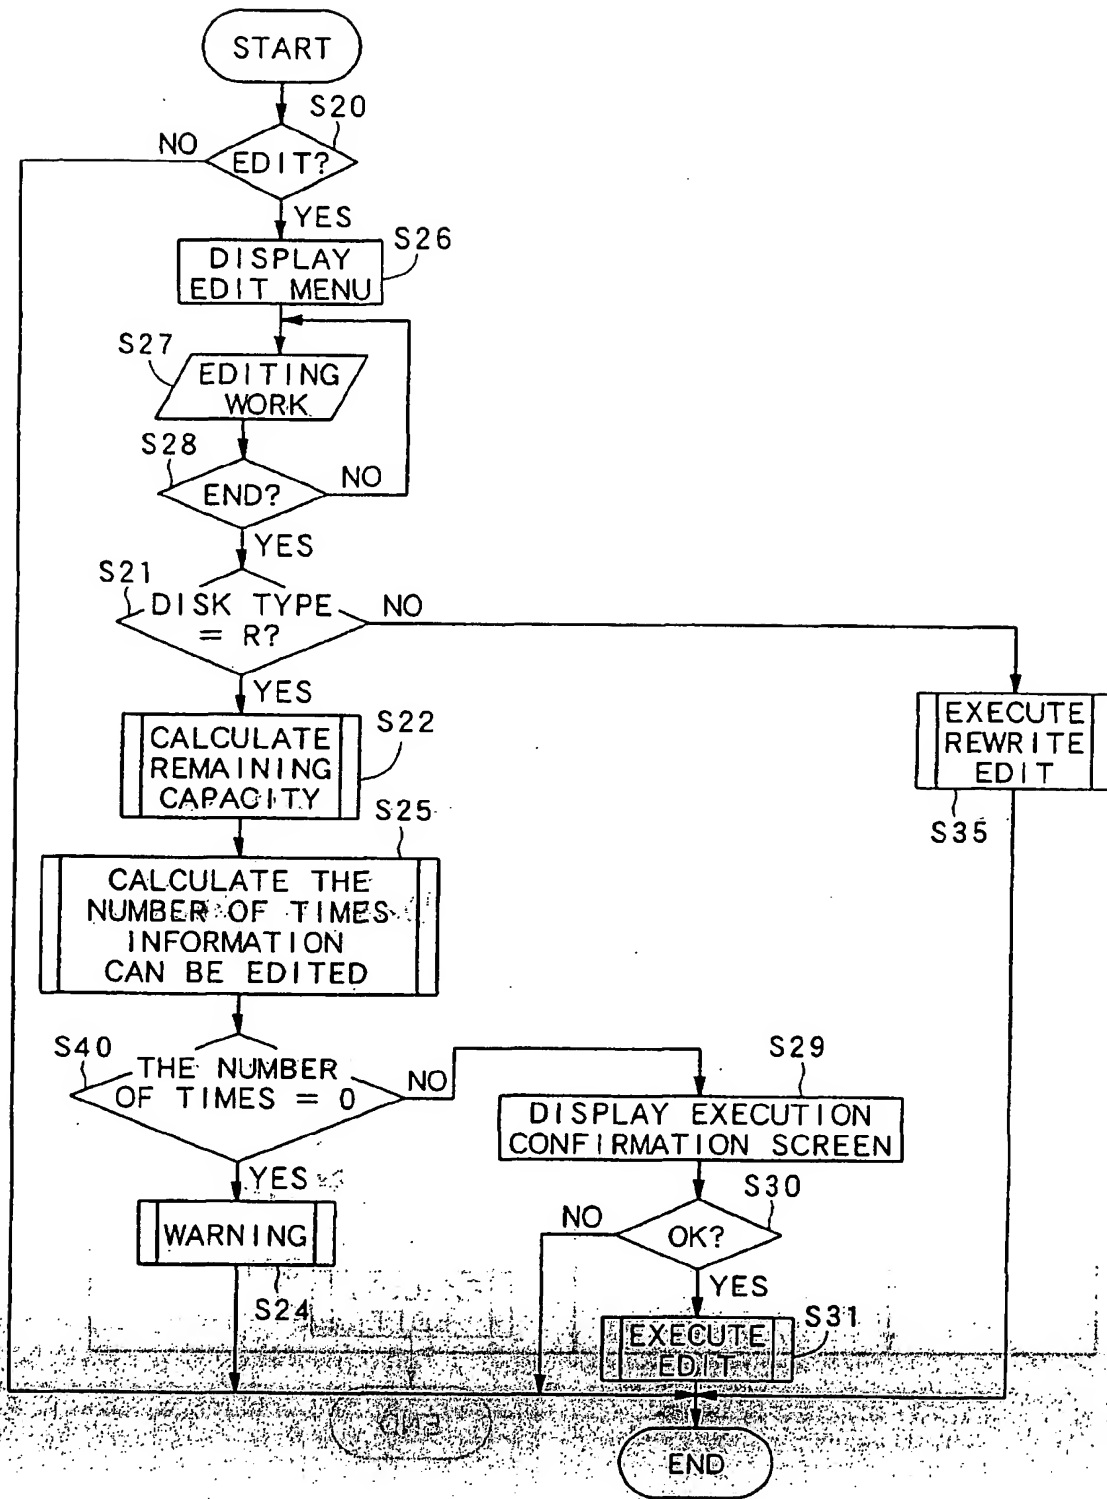 START
S20
NO
EDIT?
YES
S26
DISPLAY
EDIT MENU
S27
EDITING
WORK
S28
NO
END?
YES
S21
DISK TYPE
= R?
NO
YES
S22
CALCULATE
REMAINING
CAPACITY
EXECUTE
REWRITE
EDIT
S35
S25
CALCULATE THE
NUMBER OF TIMES
INFORMATION
CAN BE EDITED
S40
THE NUMBER
OF TIMES = 0
NO
S29
DISPLAY EXECUTION
CONFIRMATION SCREEN
YES
S30
NO
OK?
WARNING
YES
S24
S31
EXECUTE
EDIT
END